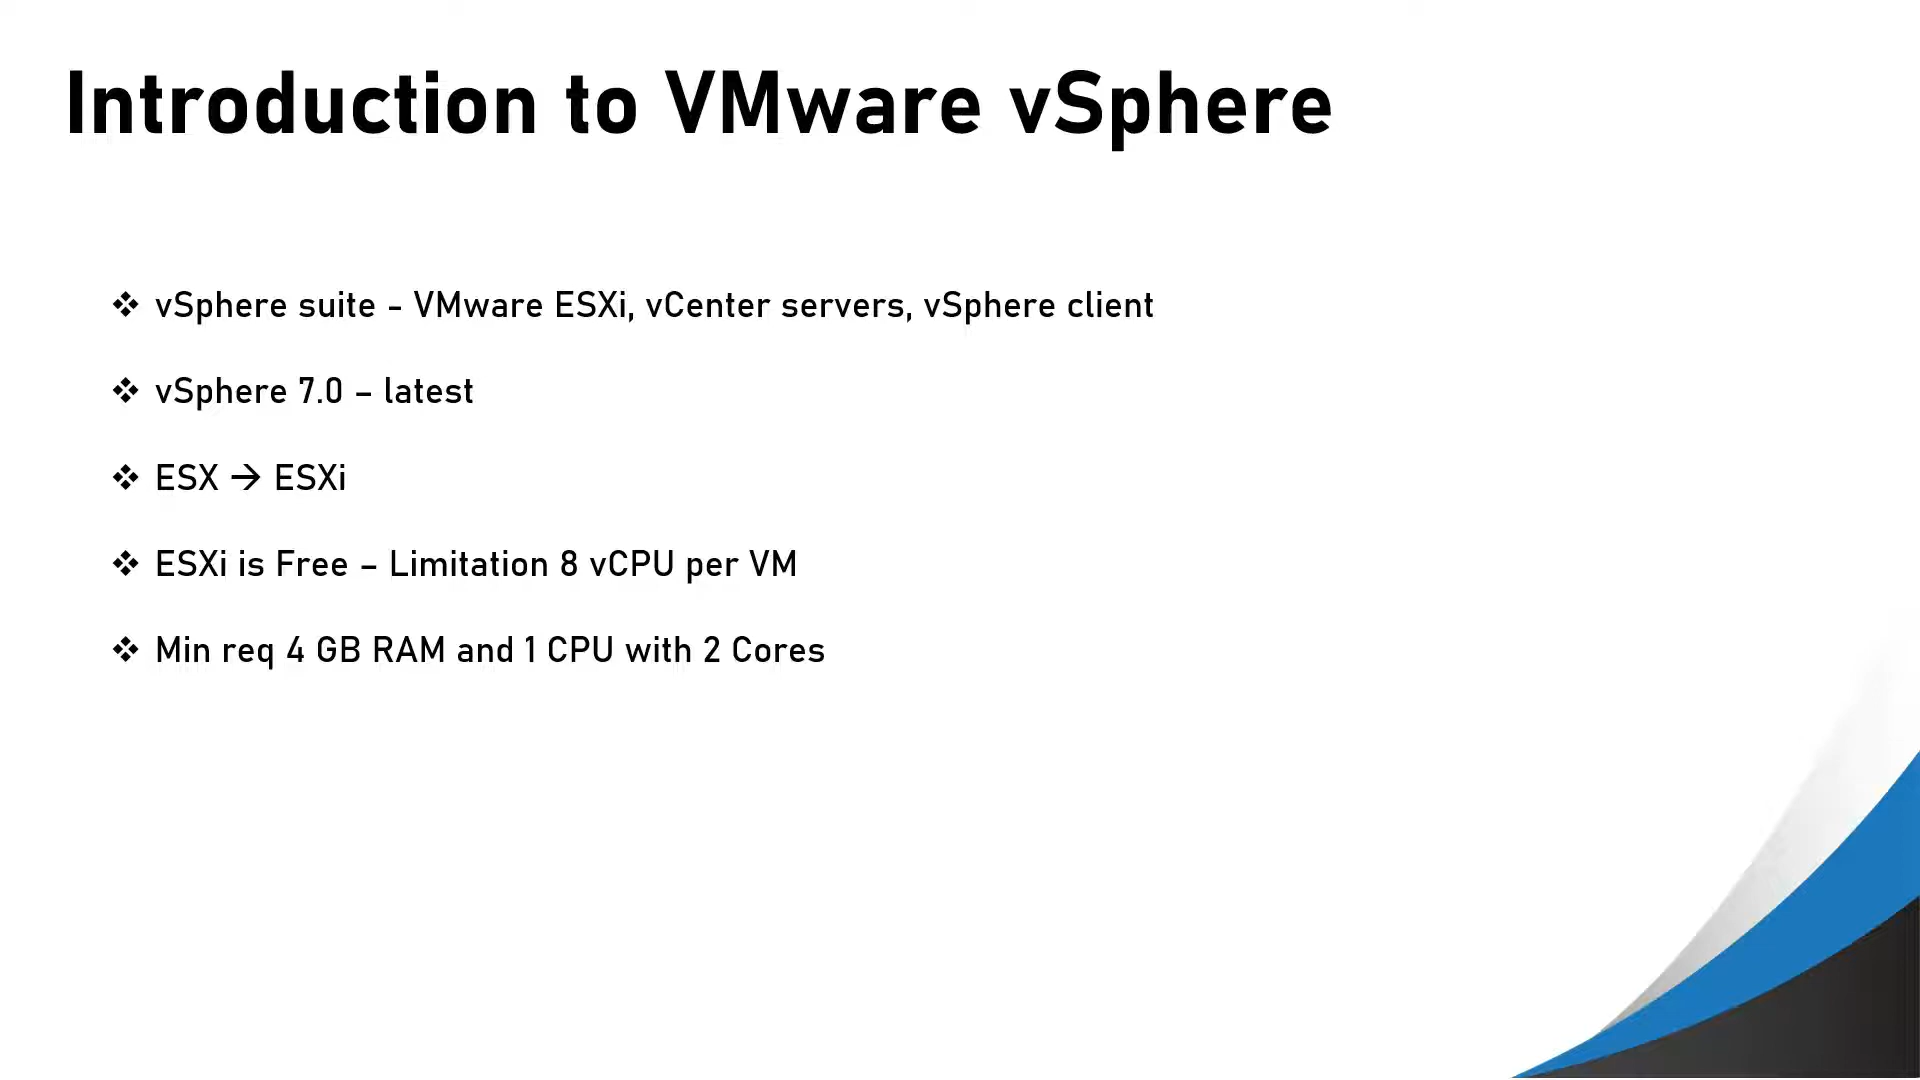 Introduction to VMware vSphere
❖ vSphere suite - VMware ESXi, vCenter servers, vSphere client
❖ vSphere 7.0 – latest
❖ ESX → ESXi
❖ ESXi is Free – Limitation 8 vCPU per VM
❖ Min req 4 GB RAM and 1 CPU with 2 Cores